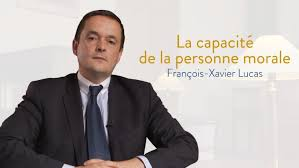 La capacité
de la personne morale
François-Xavier Lucas